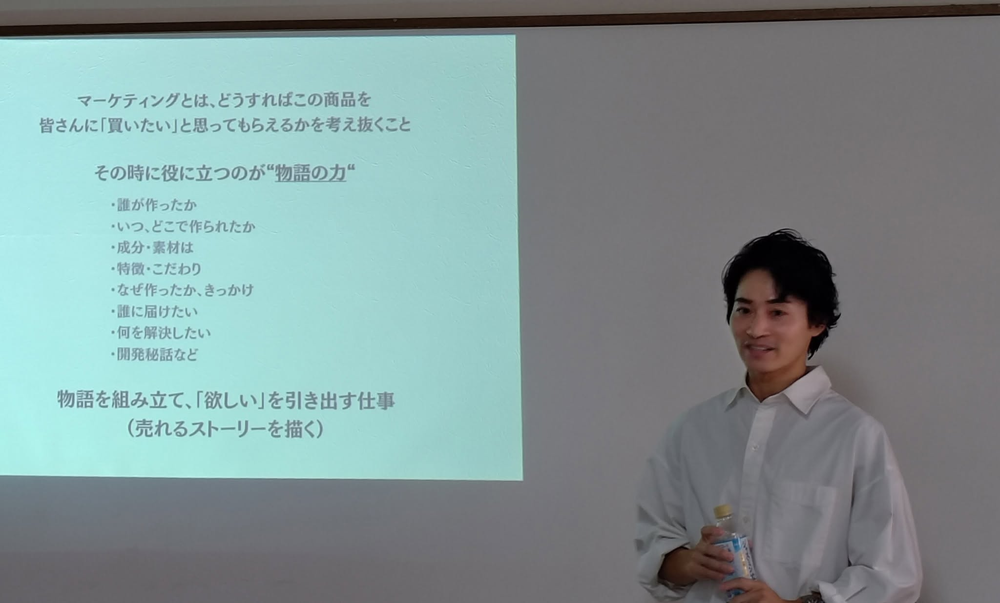 マーケティングとは、どうすればこの商品を
皆さんに「買いたい」と思ってもらえるかを考え抜くこと
その時に役に立つのが“物語の力“
・誰が作ったか
・いつ、どこで作られたか
・成分・素材は
・特徴・こだわり
・なぜ作ったか、きっかけ
・誰に届けたい
・何を解決したい
・開発秘話など
物語を組み立て、「欲しい」を引き出す仕事
（売れるストーリーを描く）